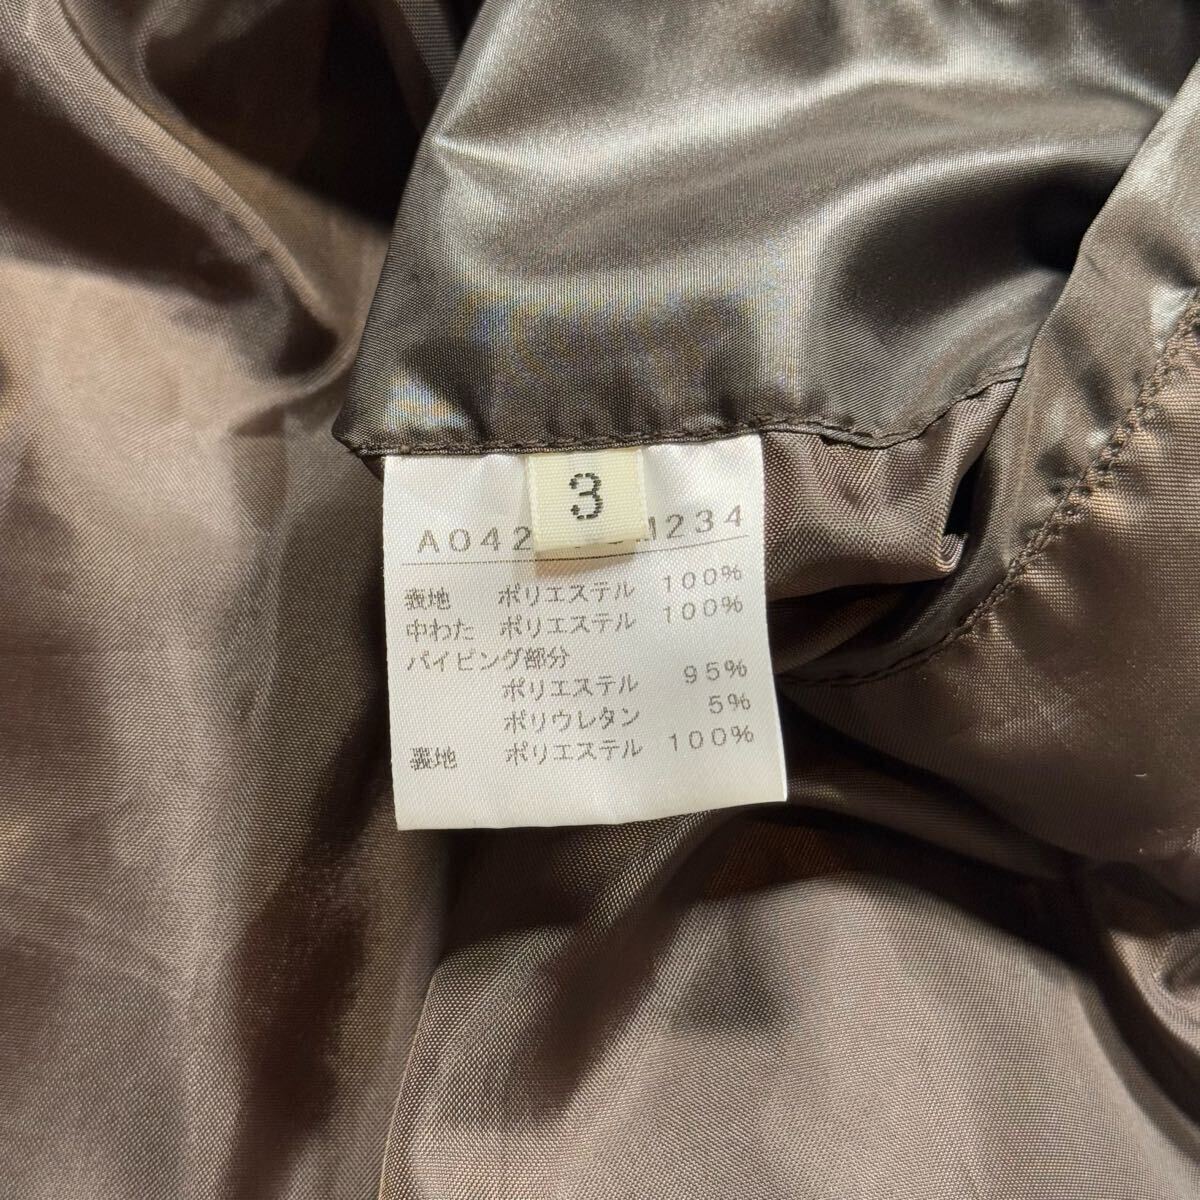 3
A042 M234
表地 ポリエステル 100%
中わた ポリエステル 100%
パイピング部分
ポリエステル 95%
ポリウレタン 5%
裏地 ポリエステル 100%